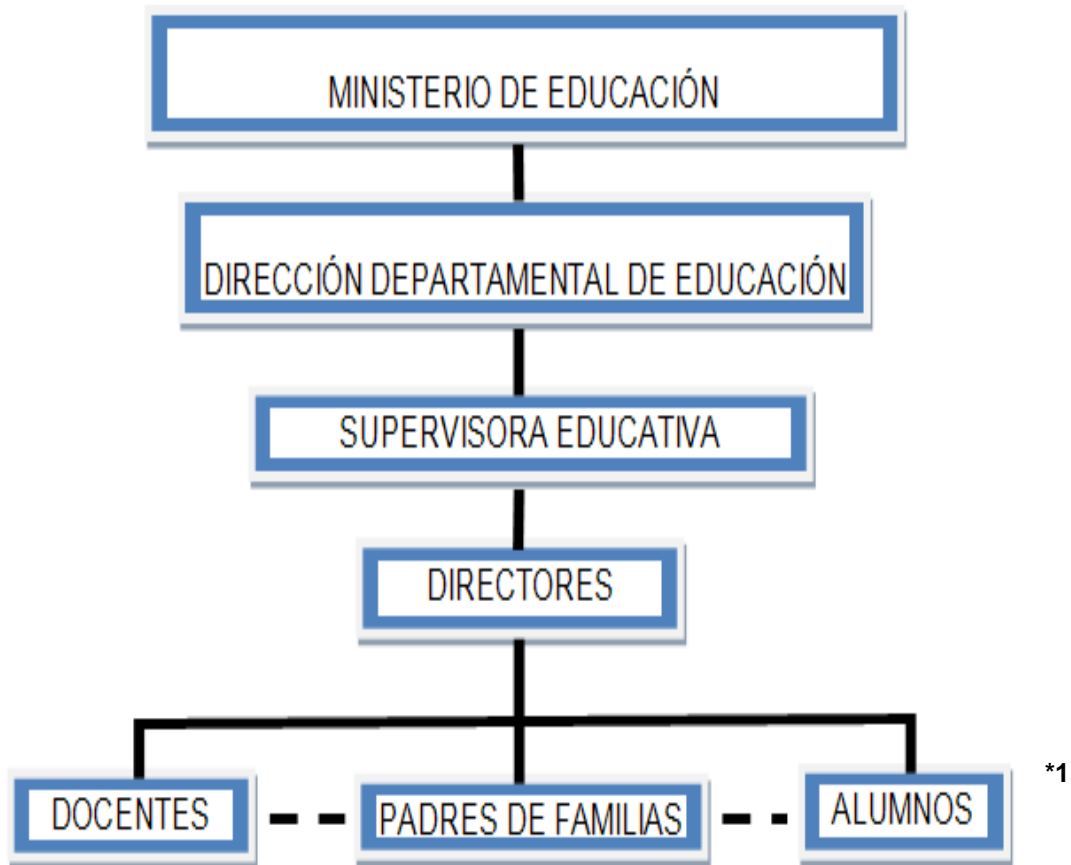 MINISTERIO DE EDUCACIÓN
DIRECCIÓN DEPARTAMENTAL DE EDUCACIÓN
SUPERVISORA EDUCATIVA
DIRECTORES
*1
DOCENTES
PADRES DE FAMILIAS
ALUMNOS